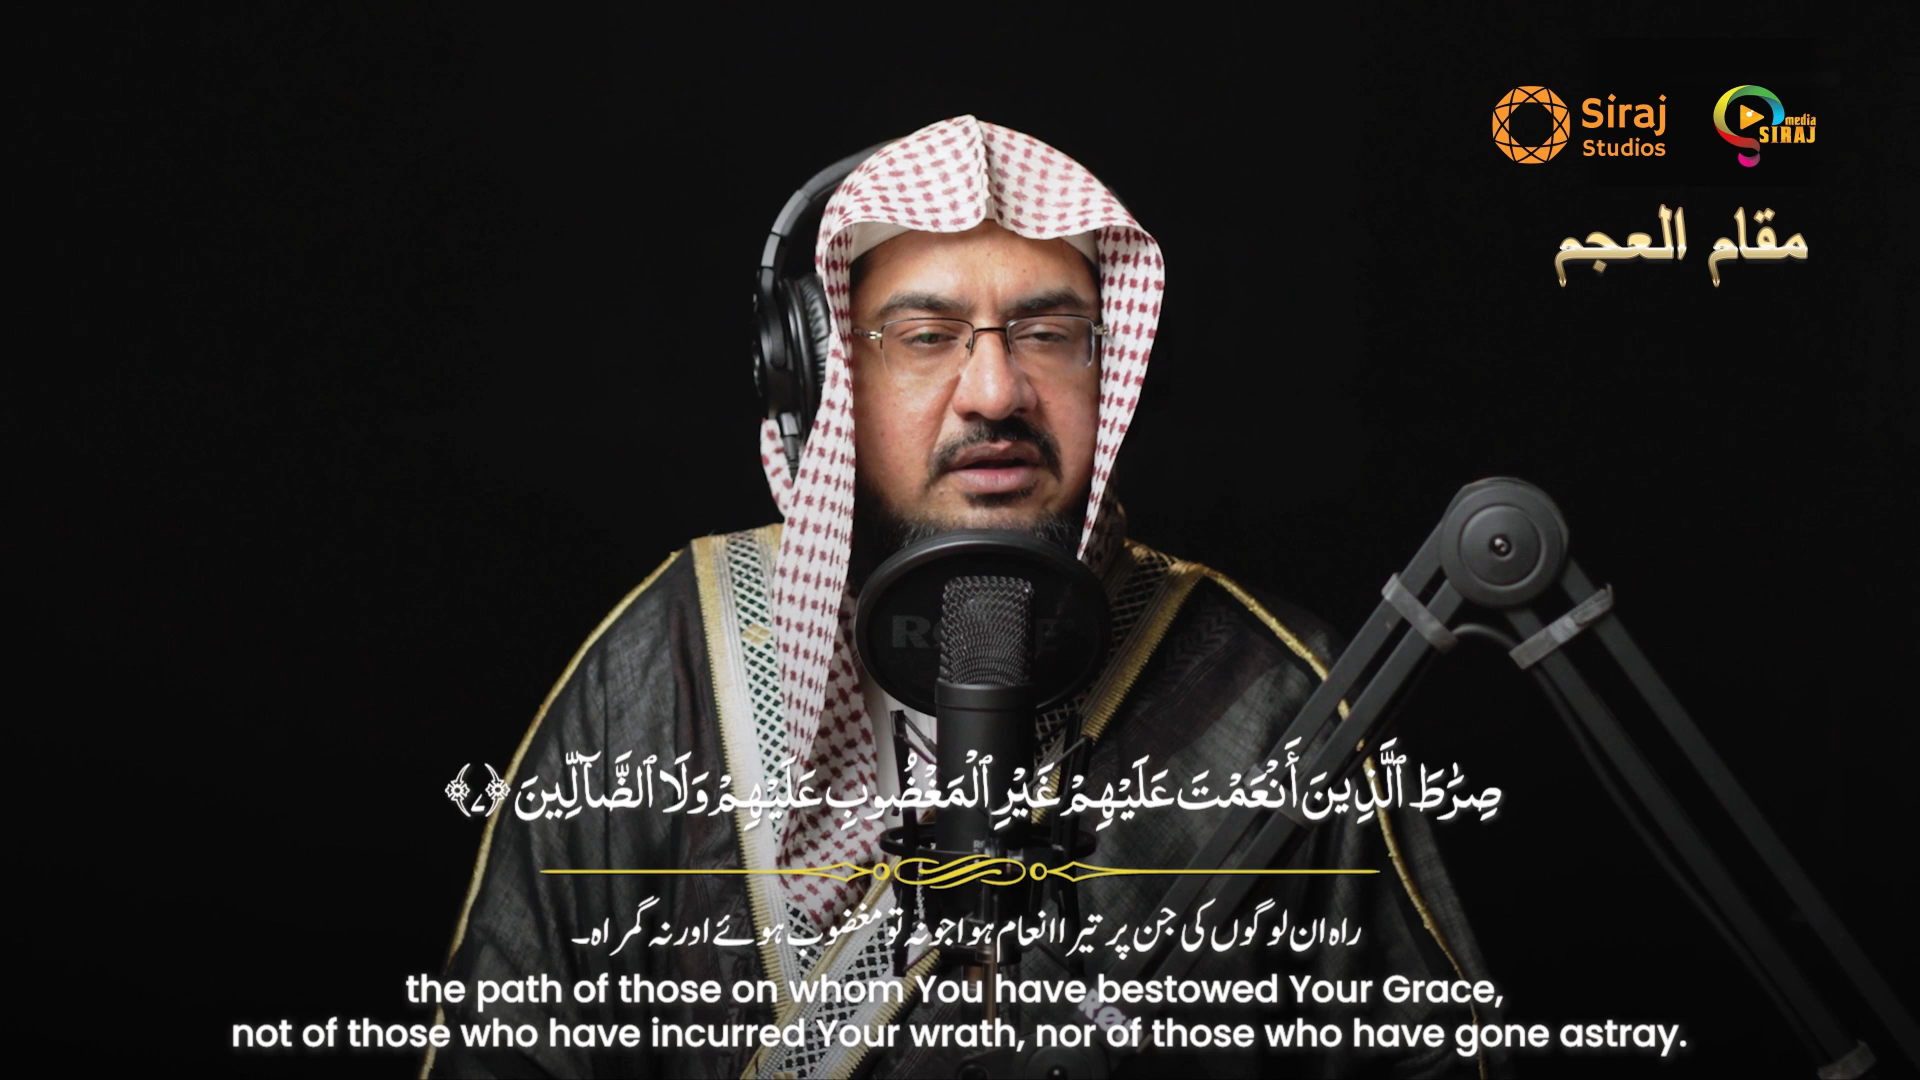 Siraj
Studios
media
SIRAJ
مقام العجم
RODE
صِرَٰطَ ٱلَّذِينَ أَنْعَمْتَ عَلَيْهِمْ غَيْرِ ٱلْمَغْضُوبِ عَلَيْهِمْ وَلَا ٱلضَّآلِّينَ ﴿٧﴾
راہ ان لوگوں کی جن پر تیرا انعام ہوا جو نہ تو مغضوب ہوئے اور نہ گمراہ۔
the path of those on whom You have bestowed Your Grace,
not of those who have incurred Your wrath, nor of those who have gone astray.